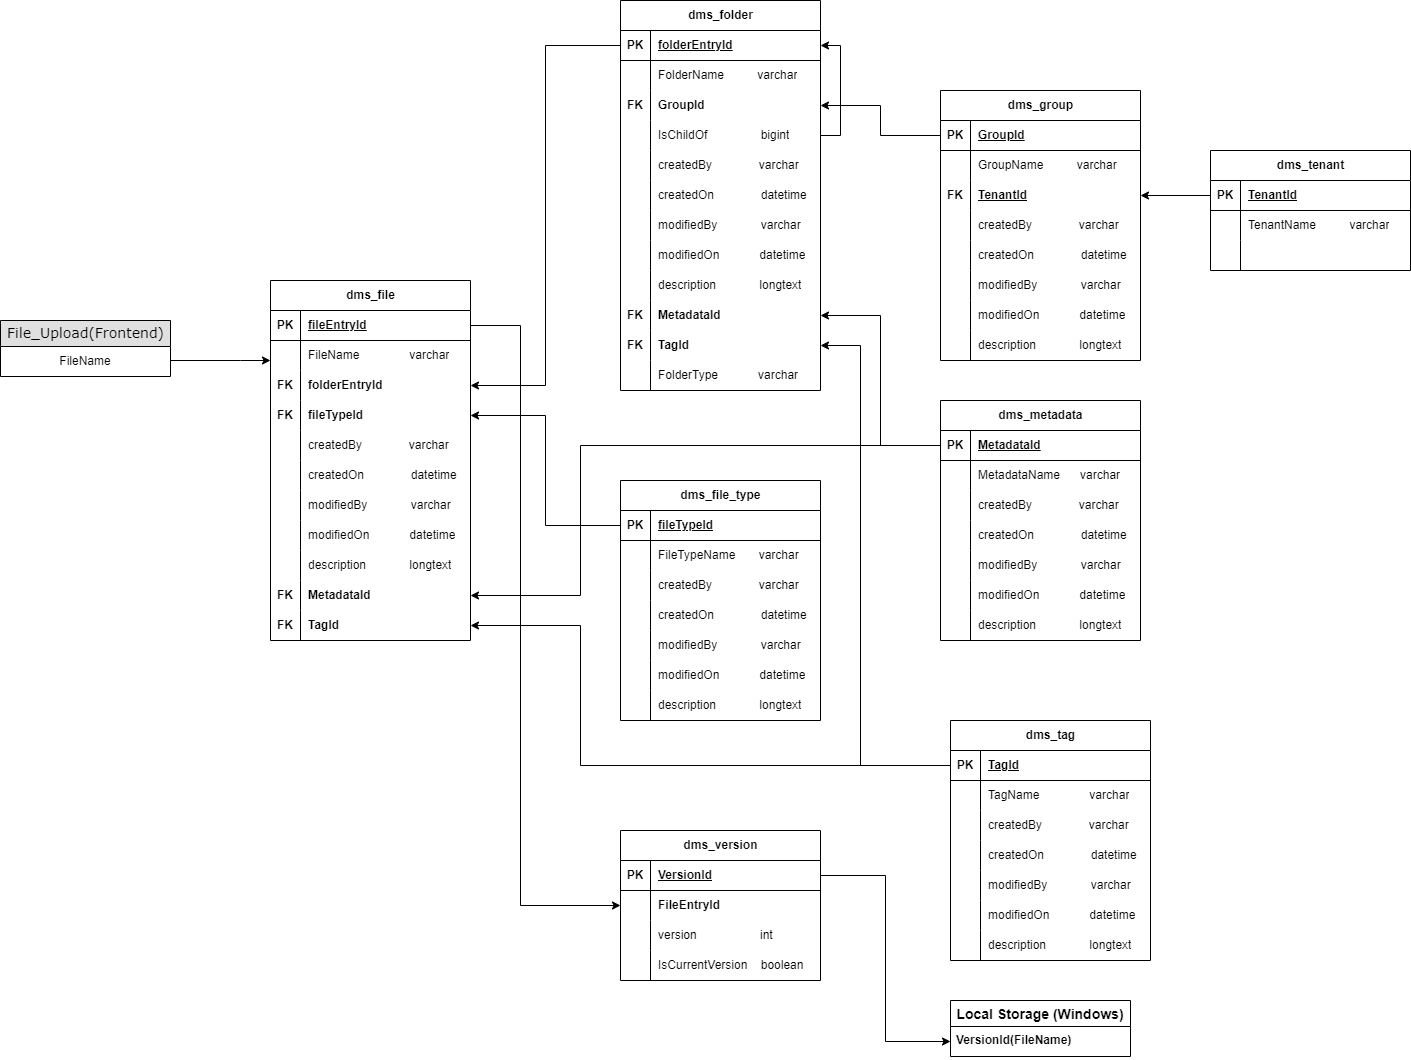 dms_folder
PK folderEntryId
FolderName varchar
FK GroupId
IsChildOf bigint
createdBy varchar
createdOn datetime
modifiedBy varchar
modifiedOn datetime
description longtext
FK MetadataId
FK TagId
FolderType varchar
dms_group
PK GroupId
GroupName varchar
FK TenantId
createdBy varchar
createdOn datetime
modifiedBy varchar
modifiedOn datetime
description longtext
dms_tenant
PK TenantId
TenantName varchar
File_Upload(Frontend)
FileName
dms_file
PK fileEntryId
FileName varchar
FK folderEntryId
FK fileTypeId
createdBy varchar
createdOn datetime
modifiedBy varchar
modifiedOn datetime
description longtext
FK MetadataId
FK TagId
dms_metadata
PK MetadataId
MetadataName varchar
createdBy varchar
createdOn datetime
modifiedBy varchar
modifiedOn datetime
description longtext
dms_file_type
PK fileTypeId
FileTypeName varchar
createdBy varchar
createdOn datetime
modifiedBy varchar
modifiedOn datetime
description longtext
dms_tag
PK TagId
TagName varchar
createdBy varchar
createdOn datetime
modifiedBy varchar
modifiedOn datetime
description longtext
dms_version
PK VersionId
FileEntryId
version int
IsCurrentVersion boolean
Local Storage (Windows)
VersionId(FileName)